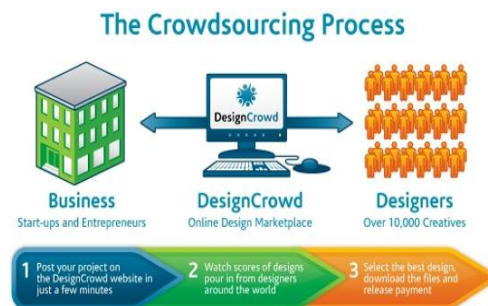 The Crowdsourcing Process
DesignCrowd
Business
Start-ups and Entrepreneurs
DesignCrowd
Online Design Marketplace
Designers
Over 10,000 Creatives
1 Post your project on
the DesignCrowd website in
just a few minutes
2 Watch scores of designs
pour in from designers
around the world
3 Select the best design,
download the files and
release payment